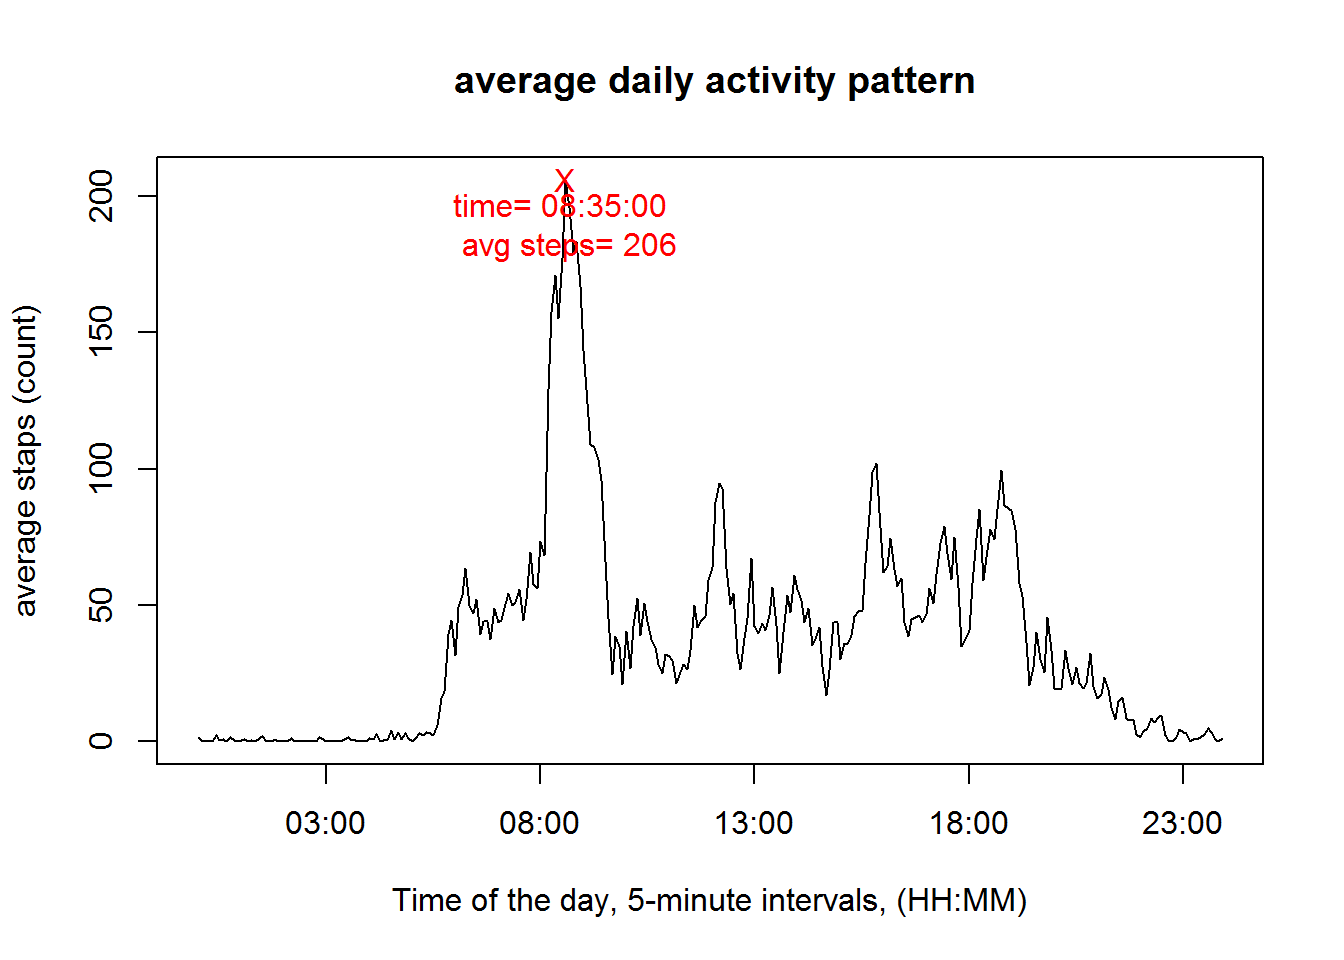 average daily activity pattern
average staps (count)
200
150
100
50
0
X
time= 08:35:00
avg steps= 206
03:00 08:00 13:00 18:00 23:00
Time of the day, 5-minute intervals, (HH:MM)